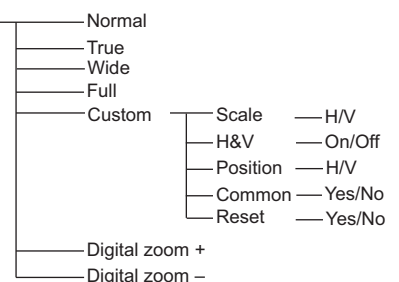 Normal
True
Wide
Full
Custom Scale H/V
H&V On/Off
Position H/V
Common Yes/No
Reset Yes/No
Digital zoom +
Digital zoom –